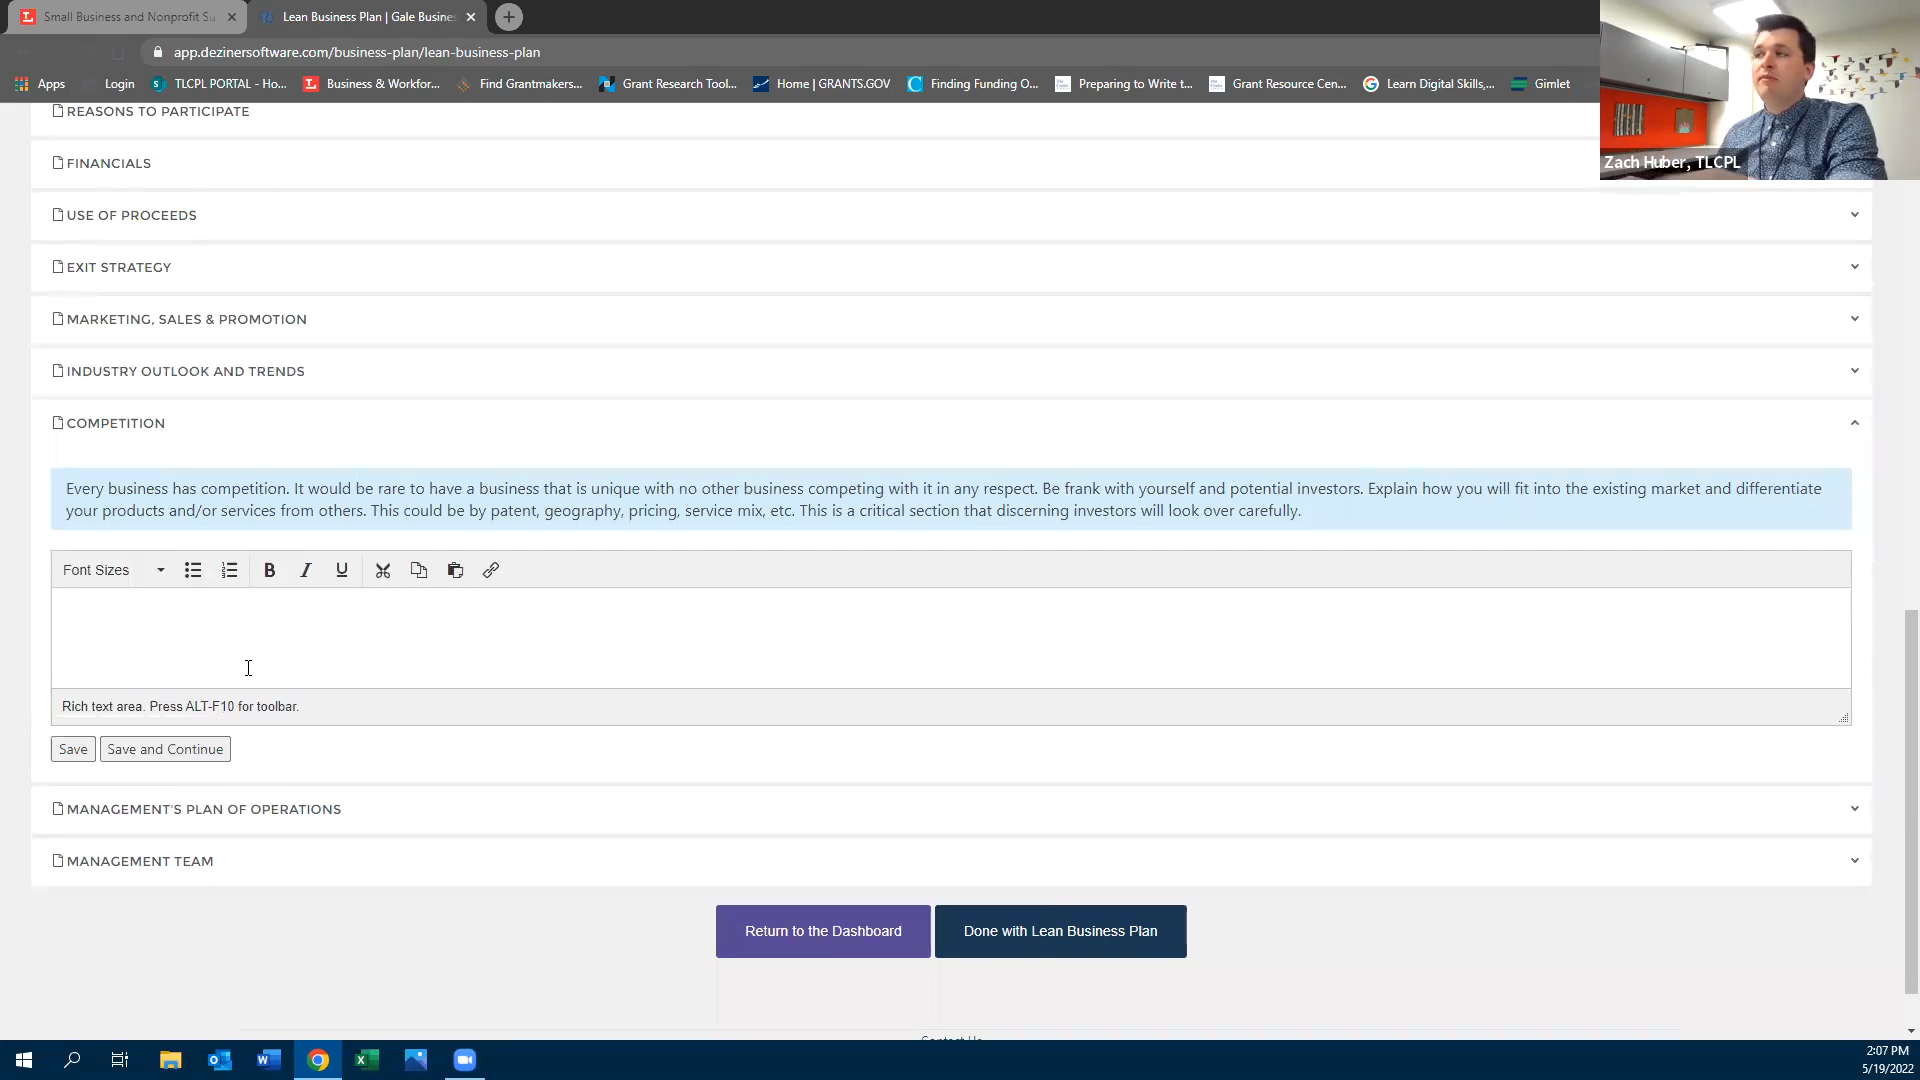 Small Business and Nonprofit Su
Lean Business Plan | Gale Busine
app.dezinersoftware.com/business-plan/lean-business-plan
Apps Login TLCPL PORTAL - Ho... Business & Workfor... Find Grantmakers... Grant Research Tool... Home | GRANTS.GOV Finding Funding O... Preparing to Write t... Grant Resource Cen... Learn Digital Skills,... Gimlet
Zach Huber, TLCPL
REASONS TO PARTICIPATE
FINANCIALS
USE OF PROCEEDS
EXIT STRATEGY
MARKETING, SALES & PROMOTION
INDUSTRY OUTLOOK AND TRENDS
COMPETITION
Every business has competition. It would be rare to have a business that is unique with no other business competing with it in any respect. Be frank with yourself and potential investors. Explain how you will fit into the existing market and differentiate
your products and/or services from others. This could be by patent, geography, pricing, service mix, etc. This is a critical section that discerning investors will look over carefully.
Font Sizes B I U
Rich text area. Press ALT-F10 for toolbar.
Save Save and Continue
MANAGEMENT'S PLAN OF OPERATIONS
MANAGEMENT TEAM
Return to the Dashboard Done with Lean Business Plan
Contact Us
2:07 PM
5/19/2022